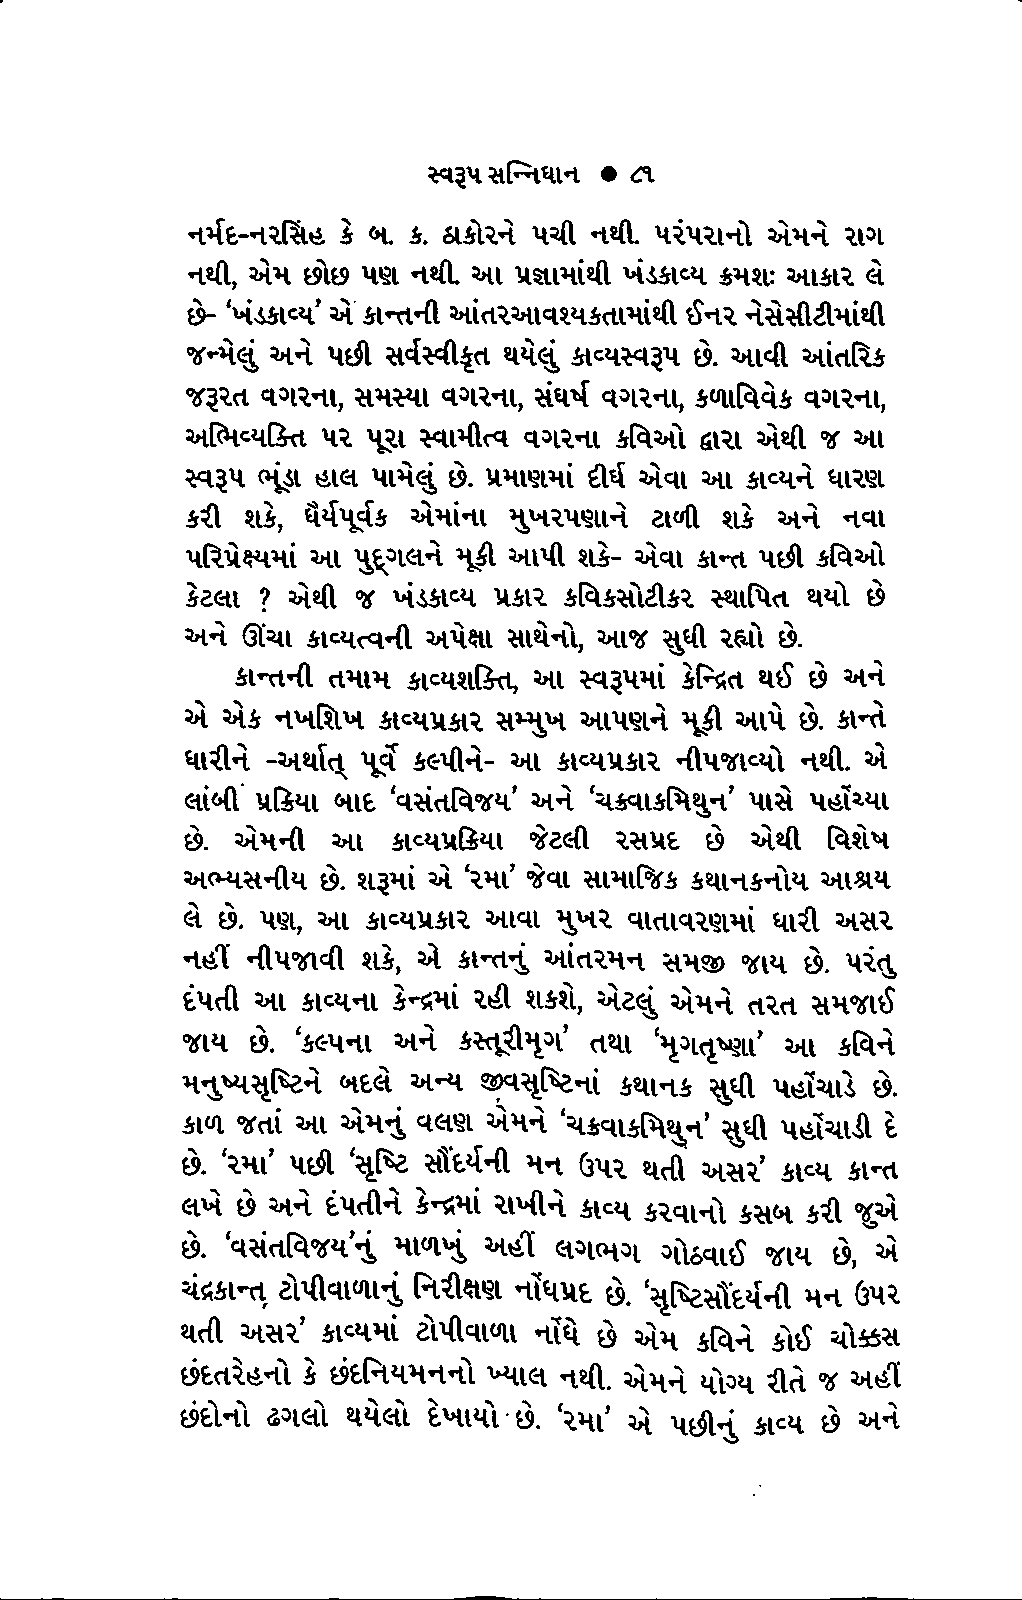 સ્વરૂપ સન્નિધાન ● ૮૧
નર્મદ-નરસિંહ કે બ. ક. ઠાકોરને પચી નથી. પરંપરાનો એમને રાગ
નથી, એમ છોછ પણ નથી. આ પ્રજ્ઞામાંથી ખંડકાવ્ય ક્રમશઃ આકાર લે
છે- ‘ખંડકાવ્ય’ એ કાન્તની આંતરઆવશ્યકતામાંથી ઈનર નેસેસીટીમાંથી
જન્મેલું અને પછી સર્વસ્વીકૃત થયેલું કાવ્યસ્વરૂપ છે. આવી આંતરિક
જરૂરત વગરના, સમસ્યા વગરના, સંઘર્ષ વગરના, કળાવિવેક વગરના,
અભિવ્યક્તિ પર પૂરા સ્વામીત્વ વગરના કવિઓ દ્વારા એથી જ આ
સ્વરૂપ ભૂંડા હાલ પામેલું છે. પ્રમાણમાં દીર્ઘ એવા આ કાવ્યને ધારણ
કરી શકે, ધૈર્યપૂર્વક એમાંના મુખરપણાને ટાળી શકે અને નવા
પરિપ્રેક્ષ્યમાં આ પુદ્ગલને મૂકી આપી શકે- એવા કાન્ત પછી કવિઓ
કેટલા ? એથી જ ખંડકાવ્ય પ્રકાર કવિકસોટીકર સ્થાપિત થયો છે
અને ઊંચા કાવ્યત્વની અપેક્ષા સાથેનો, આજ સુધી રહ્યો છે.
કાન્તની તમામ કાવ્યશક્તિ, આ સ્વરૂપમાં કેન્દ્રિત થઈ છે અને
એ એક નખશિખ કાવ્યપ્રકાર સમ્મુખ આપણને મૂકી આપે છે. કાન્તે
ધારીને -અર્થાત્ પૂર્વે કલ્પીને- આ કાવ્યપ્રકાર નીપજાવ્યો નથી. એ
લાંબી પ્રક્રિયા બાદ ‘વસંતવિજય’ અને ‘ચક્રવાકમિથુન’ પાસે પહોંચ્યા
છે. એમની આ કાવ્યપ્રક્રિયા જેટલી રસપ્રદ છે એથી વિશેષ
અભ્યસનીય છે. શરૂમાં એ ‘રમા’ જેવા સામાજિક કથાનકનોય આશ્રય
લે છે. પણ, આ કાવ્યપ્રકાર આવા મુખર વાતાવરણમાં ધારી અસર
નહીં નીપજાવી શકે, એ કાન્તનું આંતરમન સમજી જાય છે. પરંતુ
દંપતી આ કાવ્યના કેન્દ્રમાં રહી શકશે, એટલું એમને તરત સમજાઈ
જાય છે. ‘કલ્પના અને કસ્તૂરીમૃગ’ તથા ‘મૃગતૃષ્ણા’ આ કવિને
મનુષ્યસૃષ્ટિને બદલે અન્ય જીવસૃષ્ટિનાં કથાનક સુધી પહોંચાડે છે.
કાળ જતાં આ એમનું વલણ એમને ‘ચક્રવાકમિથુન’ સુધી પહોંચાડી દે
છે. ‘રમા’ પછી ‘સૃષ્ટિ સૌંદર્યની મન ઉપર થતી અસર’ કાવ્ય કાન્ત
લખે છે અને દંપતીને કેન્દ્રમાં રાખીને કાવ્ય કરવાનો કસબ કરી જુએ
છે. ‘વસંતવિજય’નું માળખું અહીં લગભગ ગોઠવાઈ જાય છે, એ
ચંદ્રકાન્ત ટોપીવાળાનું નિરીક્ષણ નોંધપ્રદ છે. ‘સૃષ્ટિસૌંદર્યની મન ઉપર
થતી અસર’ કાવ્યમાં ટોપીવાળા નોંધે છે એમ કવિને કોઈ ચોક્કસ
છંદતરેહનો કે છંદનિયમનનો ખ્યાલ નથી. એમને યોગ્ય રીતે જ અહીં
છંદોનો ઢગલો થયેલો દેખાયો છે. ‘રમા’ એ પછીનું કાવ્ય છે અને